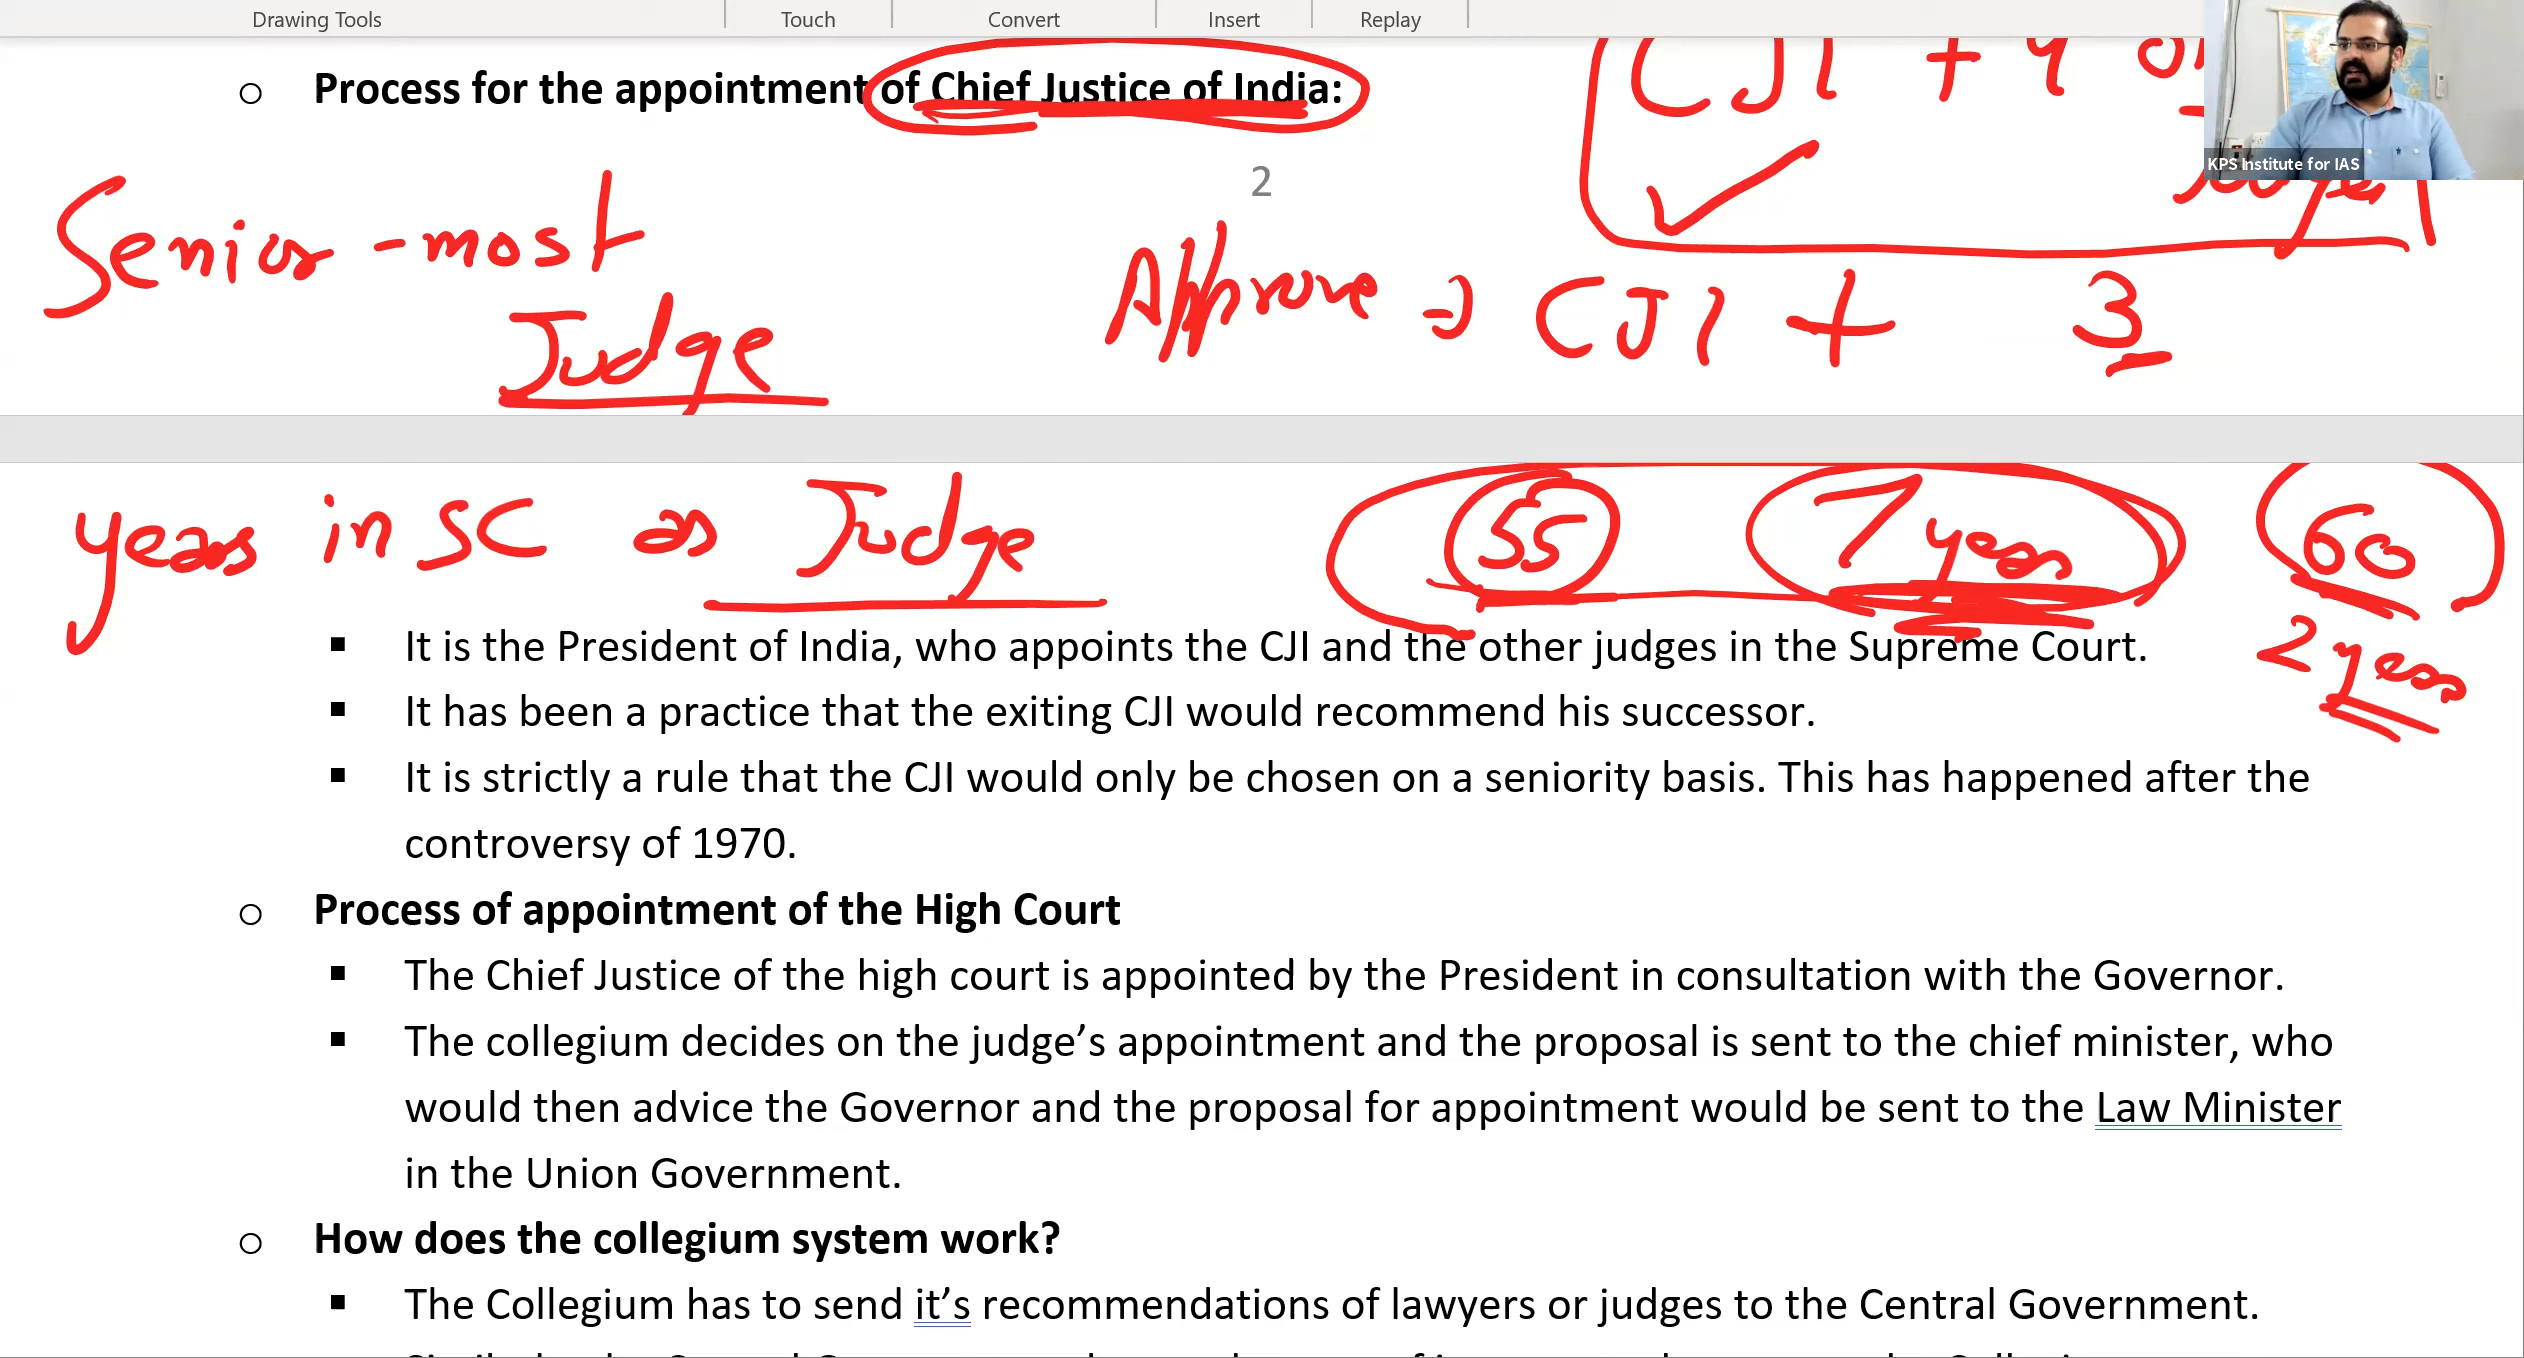 Drawing Tools Touch Convert Insert Replay
o Process for the appointment of Chief Justice of India:
CJI + 4
KPS Institute for IAS
2
Senior-most
Judge
Approve => CJI + 3
years in SC as Judge 55 7 years 60
2 years
▪ It is the President of India, who appoints the CJI and the other judges in the Supreme Court.
▪ It has been a practice that the exiting CJI would recommend his successor.
▪ It is strictly a rule that the CJI would only be chosen on a seniority basis. This has happened after the
controversy of 1970.
o Process of appointment of the High Court
▪ The Chief Justice of the high court is appointed by the President in consultation with the Governor.
▪ The collegium decides on the judge’s appointment and the proposal is sent to the chief minister, who
would then advice the Governor and the proposal for appointment would be sent to the Law Minister
in the Union Government.
o How does the collegium system work?
▪ The Collegium has to send it’s recommendations of lawyers or judges to the Central Government.